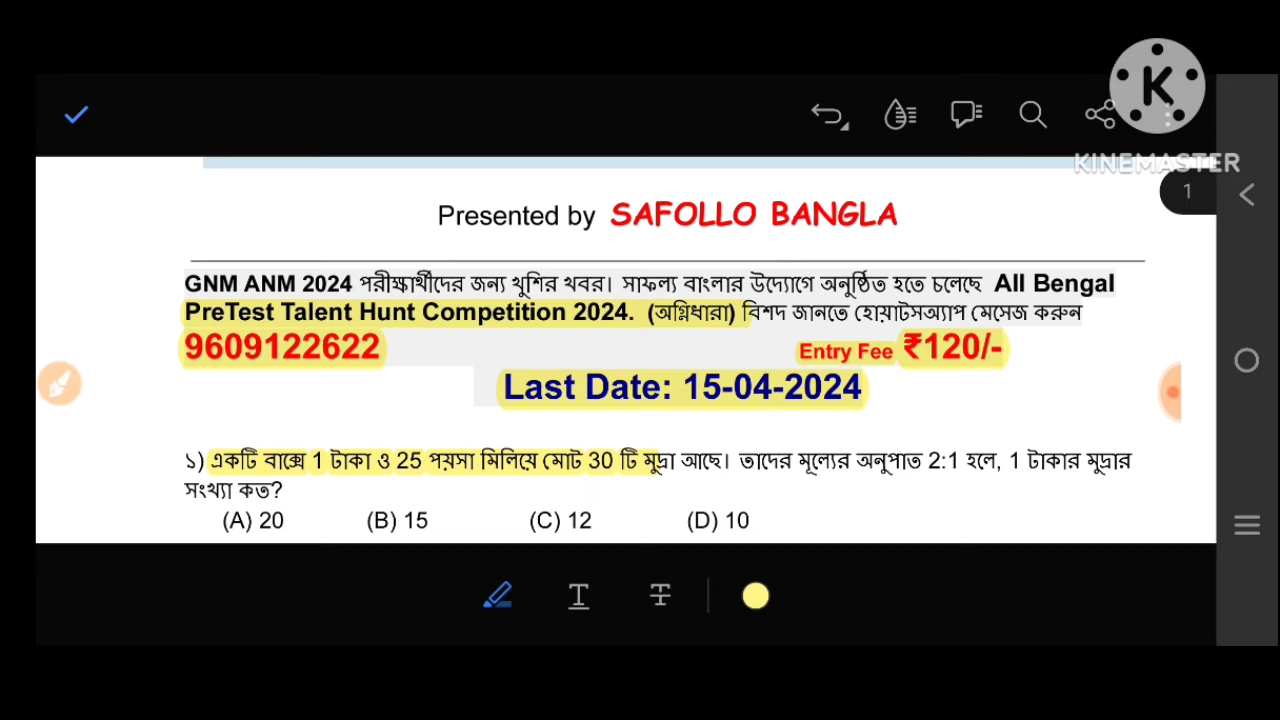 KINEMASTER
1
Presented by SAFOLLO BANGLA
GNM ANM 2024 পরীক্ষার্থীদের জন্য খুশির খবর। সাফল্য বাংলার উদ্যোগে অনুষ্ঠিত হতে চলেছে All Bengal
PreTest Talent Hunt Competition 2024. (অগ্নিধারা) বিশদ জানতে হোয়াটসঅ্যাপ মেসেজ করুন
9609122622 Entry Fee ₹120/-
Last Date: 15-04-2024
১) একটি বাক্সে 1 টাকা ও 25 পয়সা মিলিয়ে মোট 30 টি মুদ্রা আছে। তাদের মূল্যের অনুপাত 2:1 হলে, 1 টাকার মুদ্রার
সংখ্যা কত?
(A) 20 (B) 15 (C) 12 (D) 10